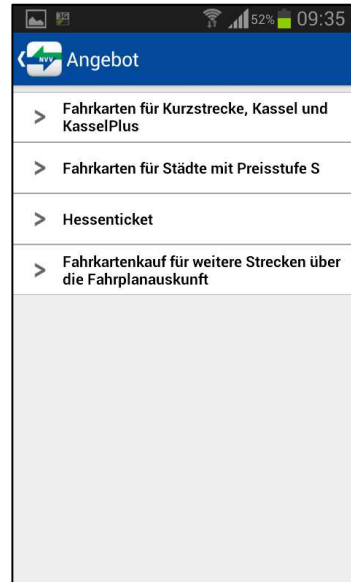 52% 09:35
NVV Angebot
> Fahrkarten für Kurzstrecke, Kassel und
KasselPlus
> Fahrkarten für Städte mit Preisstufe S
> Hessenticket
> Fahrkartenkauf für weitere Strecken über
die Fahrplanauskunft